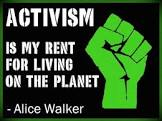 ACTIVISM
IS MY RENT
FOR LIVING
ON THE PLANET
- Alice Walker